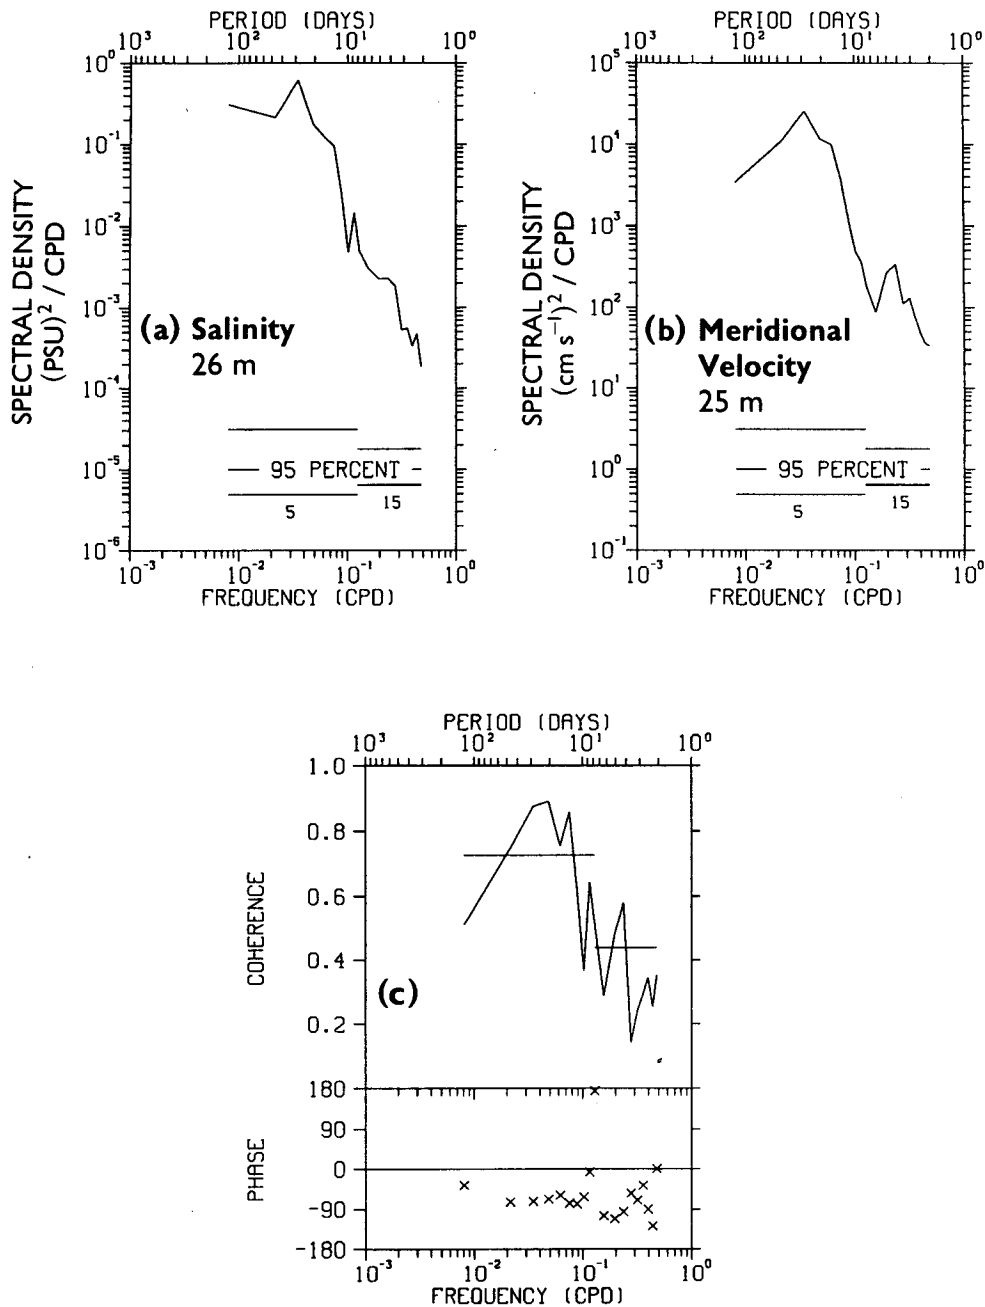 PERIOD (DAYS)
10³ 10² 10¹ 10⁰
10⁰
10⁻¹
10⁻²
10⁻³
10⁻⁴
10⁻⁵
10⁻⁶
SPECTRAL DENSITY
(PSU)² / CPD
(a) Salinity
26 m
95 PERCENT
5
15
10⁻³ 10⁻² 10⁻¹ 10⁰
FREQUENCY (CPD)
PERIOD (DAYS)
10³ 10² 10¹ 10⁰
10⁵
10⁴
10³
10²
10¹
10⁰
10⁻¹
SPECTRAL DENSITY
(cm s⁻¹)² / CPD
(b) Meridional
Velocity
25 m
95 PERCENT
5
15
10⁻³ 10⁻² 10⁻¹ 10⁰
FREQUENCY (CPD)
PERIOD (DAYS)
10³ 10² 10¹ 10⁰
1.0
0.8
0.6
0.4
0.2
COHERENCE
(c)
180
90
0
-90
-180
PHASE
10⁻³ 10⁻² 10⁻¹ 10⁰
FREQUENCY (CPD)